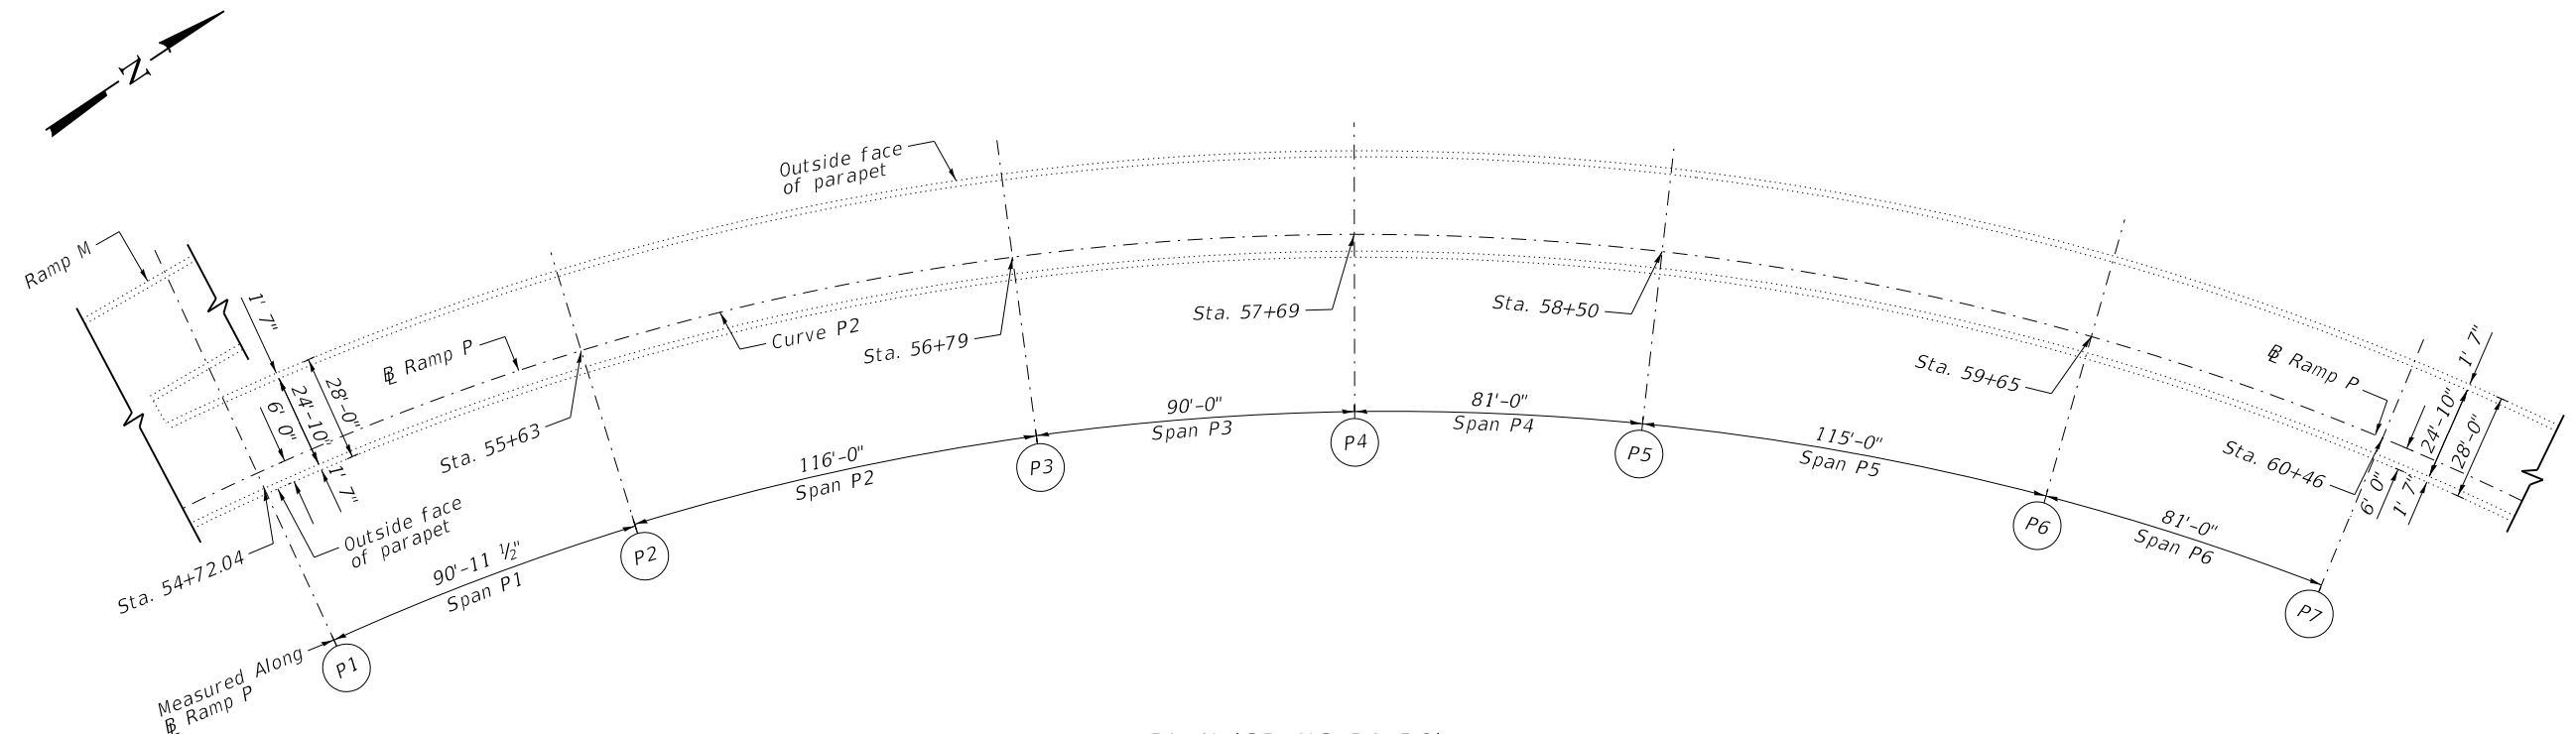 N
Ramp M
1' 7"
6' 0"
24'-10"
28'-0"
1' 7"
℄ Ramp P
Outside face
of parapet
Sta. 54+72.04
Outside face
of parapet
Sta. 55+63
Curve P2
Sta. 56+79
Sta. 57+69
Sta. 58+50
Sta. 59+65
℄ Ramp P
Sta. 60+46
1' 7"
24'-10"
28'-0"
6' 0"
1' 7"
Measured Along
℄ Ramp P
90'-11 ½"
Span P1
116'-0"
Span P2
90'-0"
Span P3
81'-0"
Span P4
115'-0"
Span P5
81'-0"
Span P6
P1
P2
P3
P4
P5
P6
P7